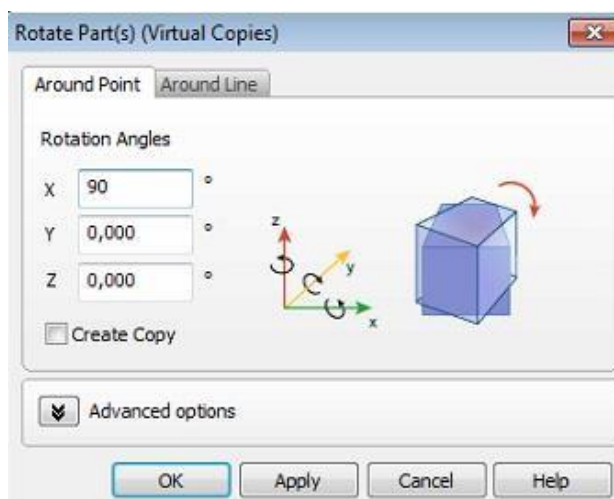 Rotate Part(s) (Virtual Copies)
Around Point Around Line
Rotation Angles
X 90 °
Y 0,000 °
Z 0,000 °
z
y
x
Create Copy
Advanced options
OK Apply Cancel Help